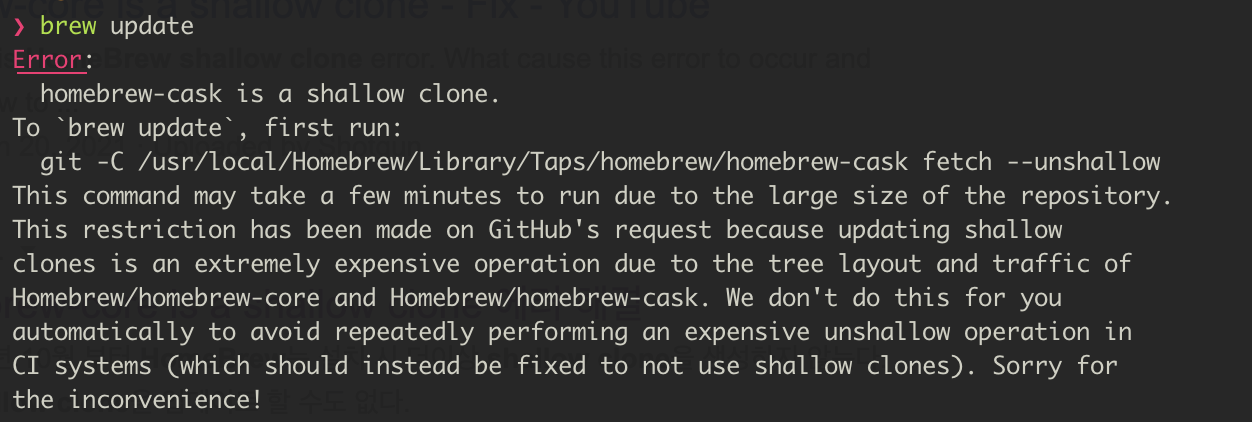 ❯ brew update
Error:
homebrew-cask is a shallow clone.
To `brew update`, first run:
git -C /usr/local/Homebrew/Library/Taps/homebrew/homebrew-cask fetch --unshallow
This command may take a few minutes to run due to the large size of the repository.
This restriction has been made on GitHub's request because updating shallow
clones is an extremely expensive operation due to the tree layout and traffic of
Homebrew/homebrew-core and Homebrew/homebrew-cask. We don't do this for you
automatically to avoid repeatedly performing an expensive unshallow operation in
CI systems (which should instead be fixed to not use shallow clones). Sorry for
the inconvenience!